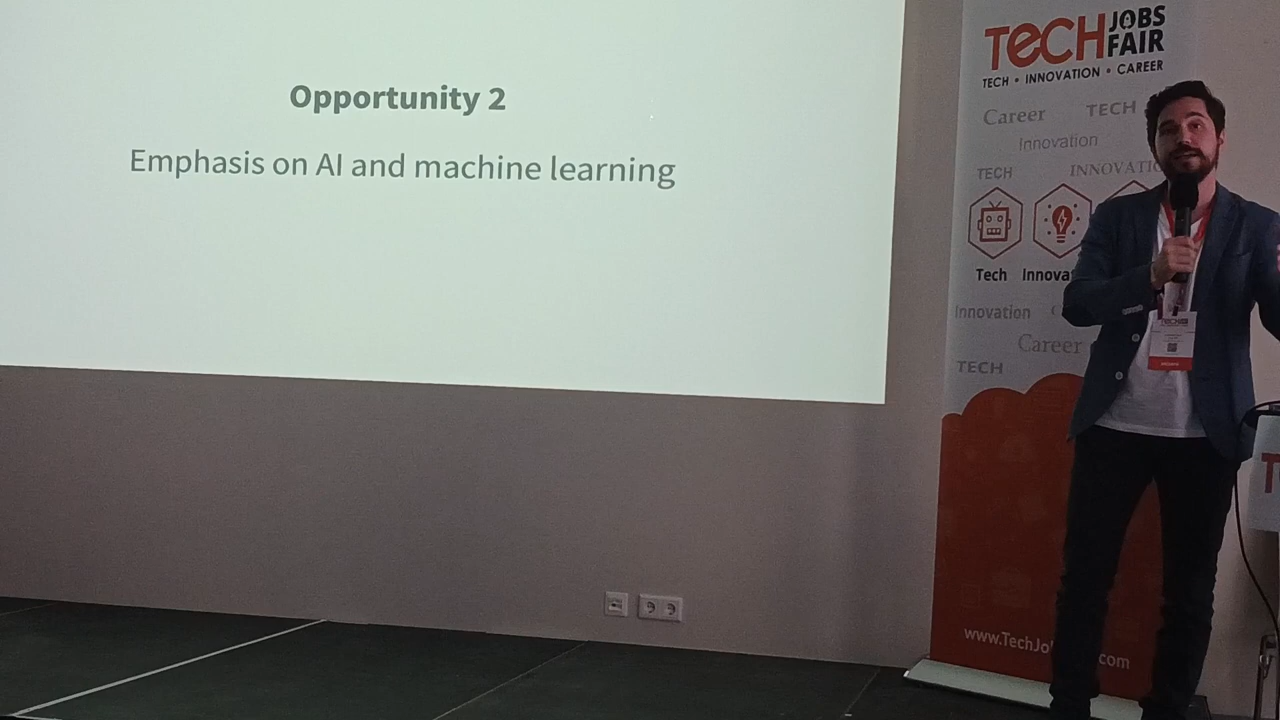 Opportunity 2
Emphasis on AI and machine learning
TECH JOBS FAIR
TECH • INNOVATION • CAREER
Career TECH
Innovation
TECH
Tech
Innovation
Career
TECH